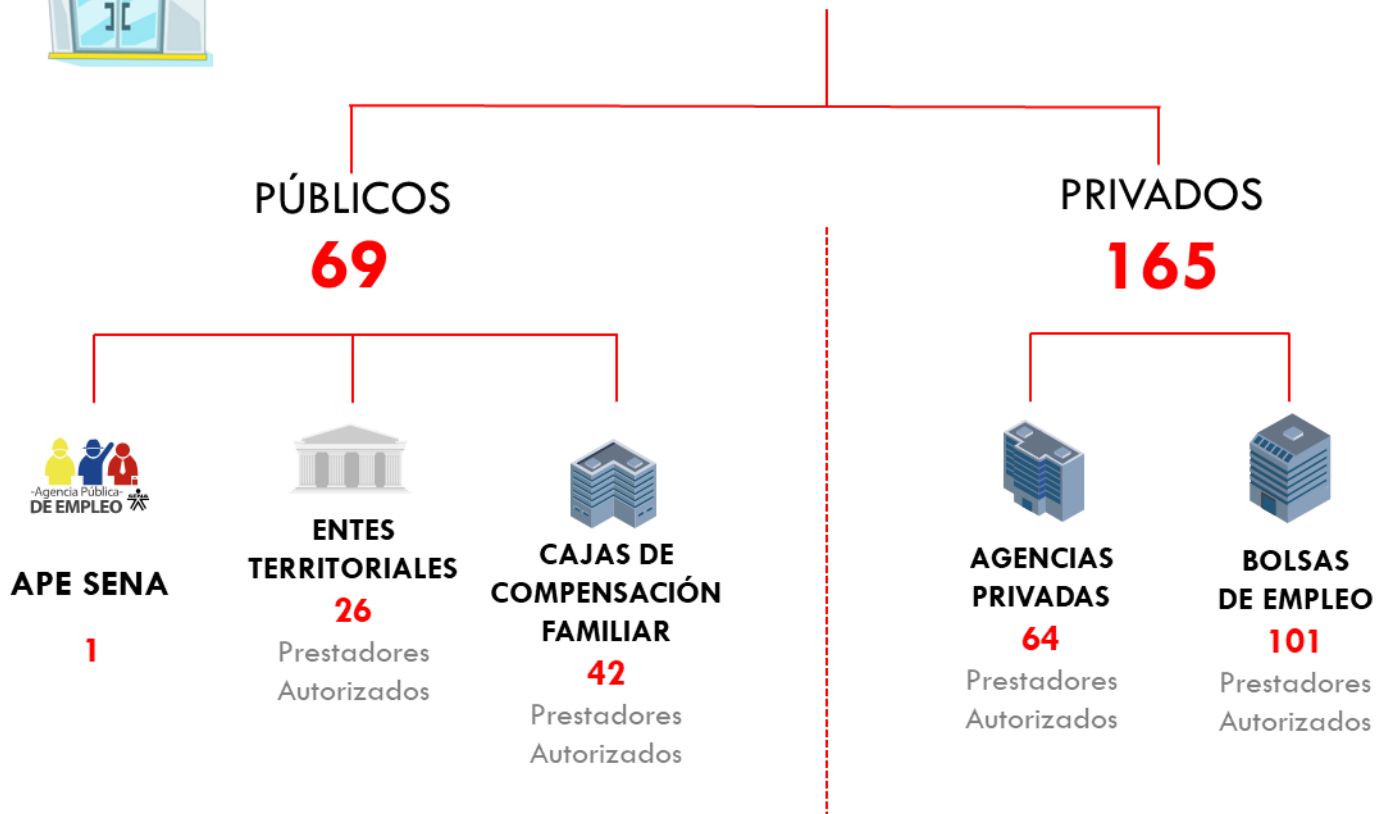 PÚBLICOS
69
PRIVADOS
165
-Agencia Pública-
DE EMPLEO
SENA
APE SENA
1
ENTES
TERRITORIALES
26
Prestadores
Autorizados
CAJAS DE
COMPENSACIÓN
FAMILIAR
42
Prestadores
Autorizados
AGENCIAS
PRIVADAS
64
Prestadores
Autorizados
BOLSAS
DE EMPLEO
101
Prestadores
Autorizados